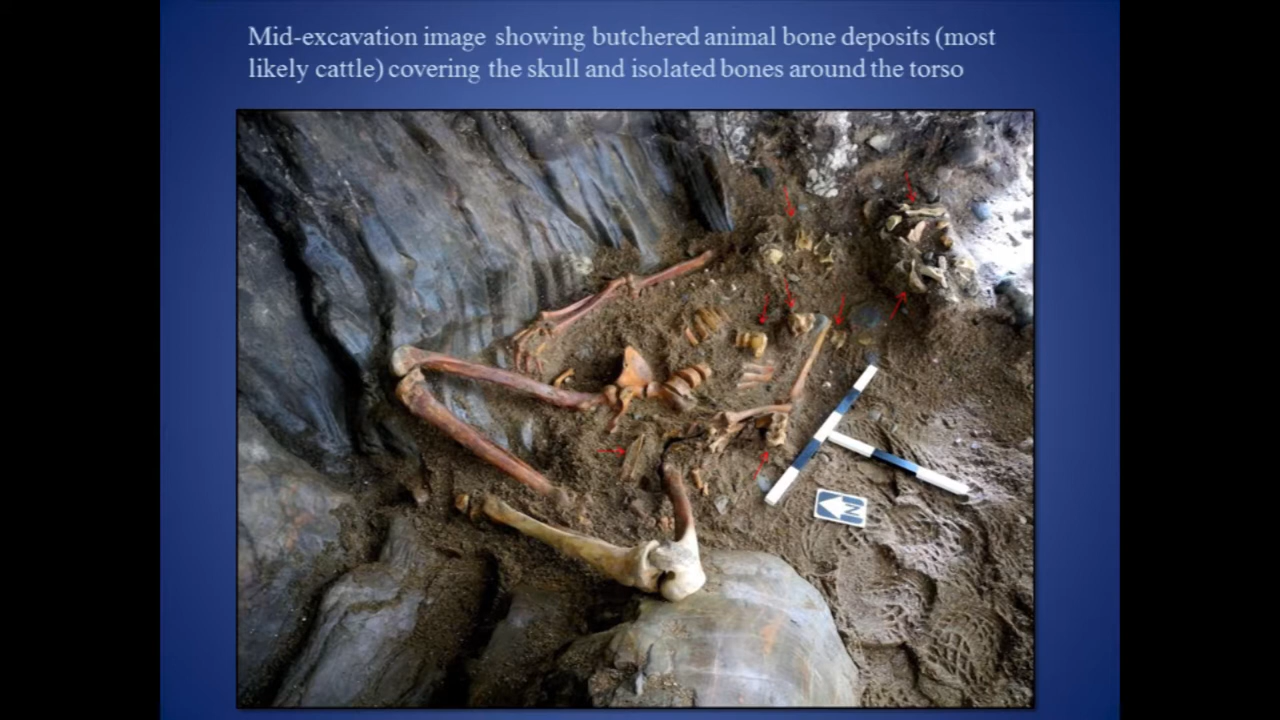 Mid-excavation image showing butchered animal bone deposits (most
likely cattle) covering the skull and isolated bones around the torso
N